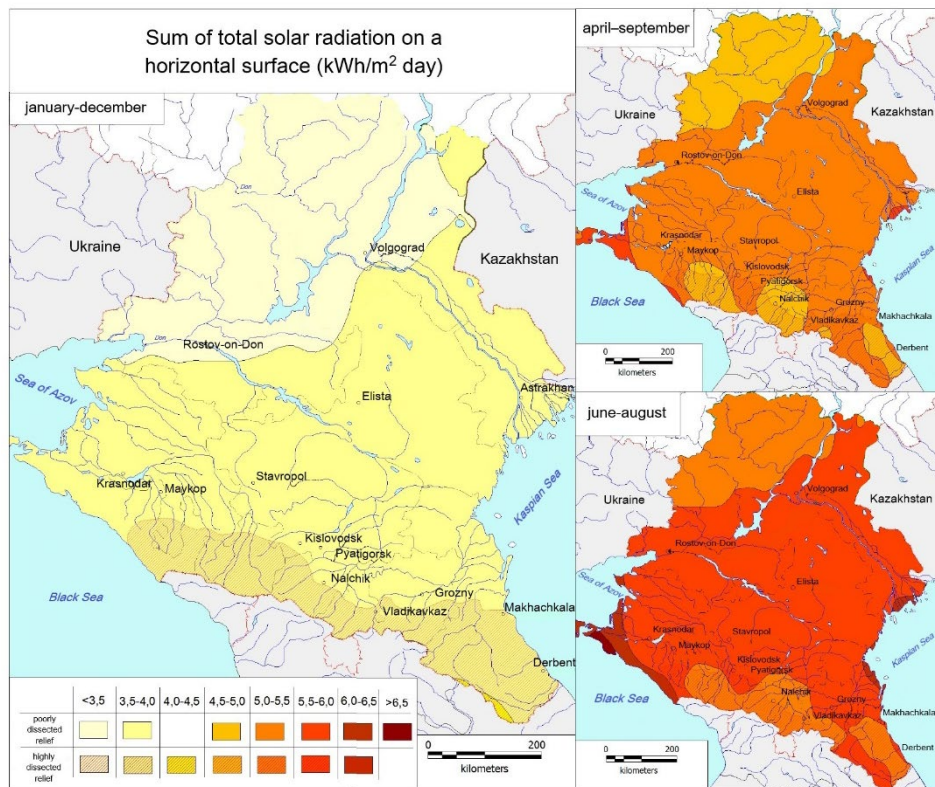 Sum of total solar radiation on a
horizontal surface (kWh/m² day)
january-december
Don
Ukraine
Volgograd
Kazakhstan
Don
Rostov-on-Don
Sea of Azov
Elista
Astrakhan
Stavropol
Krasnodar
Maykop
Caspian Sea
Kislovodsk
Pyatigorsk
Nalchik
Grozny
Black Sea
Vladikavkaz
Makhachkala
Derbent
<3,5 3,5-4,0 4,0-4,5 4,5-5,0 5,0-5,5 5,5-6,0 6,0-6,5 >6,5
poorly
dissected
relief
highly
dissected
relief
0 200
kilometers
april–september
Ukraine
Volgograd
Kazakhstan
Rostov-on-Don
Sea of Azov
Elista
Krasnodar
Stavropol
Maykop
Kaspian Sea
Kislovodsk
Pyatigorsk
Black Sea
Nalchik
Grozny
Vladikavkaz
Makhachkala
Derbent
0 200
kilometers
june-august
Ukraine
Volgograd
Kazakhstan
Rostov-on-Don
Sea of Azov
Elista
Krasnodar
Stavropol
Maykop
Kaspian Sea
Kislovodsk
Pyatigorsk
Black Sea
Nalchik
Grozny
Vladikavkaz
Makhachkala
Derbent
0 200
kilometers